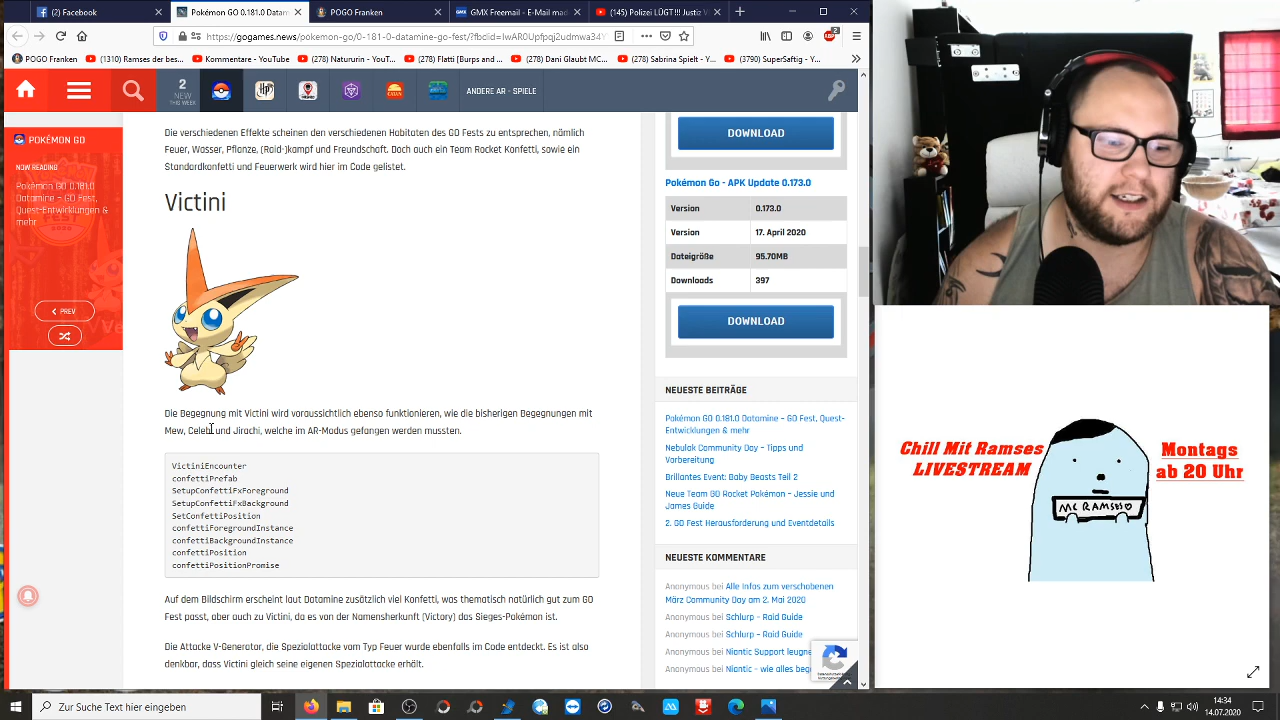 (2) Facebook
Pokémon GO 0.181.0 Datam
POGO Franken
GMX Freemail - E-Mail mad
(145) Polizei LÜGT !!! Juste V
https://gogames.news/pokemon-go/0-181-0-datamine-go-fest/?fbclid=
POGO Franken
(1310) Ramses der bes...
Kommentare - YouTube
(278) Naturruin - YouT...
(278) Flatti (Burps and ...
(278) Dani Glaubt MC...
(278) Sabrina Spielt - Y...
(3790) SuperSaftig - Y...
2
NEW
THIS WEEK
ANDERE AR - SPIELE
POKÉMON GO
NOW READING
Pokémon GO 0.181.0
Datamine – GO Fest,
Quest-Entwicklungen &
mehr
PREV
Die verschiedenen Effekte scheinen den verschiedenen Habitaten des GO Fests zu entsprechen, nämlich
Feuer, Wasser, Pflanze, (Raid-)kampf und Freundschaft. Doch auch ein Team Rocket Konfetti, sowie ein
Standardkonfetti und Feuerwerk wird hier im Code gelistet.
Victini
Die Begegnung mit Victini wird voraussichtlich ebenso funktionieren, wie die bisherigen Begegnungen mit
Mew, Celebi und Jirachi, welche im AR-Modus gefangen werden mussten.
VictiniEncounter
confettiPrefab
SetupConfettiFxForeground
SetupConfettiFxBackground
SetConfettiPosition
confettiForegroundInstance
confettiBackgroundInstance
confettiPosition
confettiPositionPromise
Auf dem Bildschirm erscheint laut Datamine zusätzlich viel Konfetti, was thematisch natürlich gut zum GO
Fest passt, aber auch zu Victini, da es von der Namensherkunft (Victory) das Sieges-Pokémon ist.
Die Attacke V-Generator, die Spezialattacke vom Typ Feuer wurde ebenfalls im Code entdeckt. Es ist also
denkbar, dass Victini gleich seine eigenen Spezialattacke erhält.
DOWNLOAD
Pokémon Go - APK Update 0.173.0
Version 0.173.0
Version 17. April 2020
Dateigröße 95.70MB
Downloads 397
DOWNLOAD
NEUESTE BEITRÄGE
Pokémon GO 0.181.0 Datamine – GO Fest, Quest-
Entwicklungen & mehr
Nebulak Community Day – Tipps und
Vorbereitung
Brillantes Event: Baby Beasts Teil 2
Neue Team GO Rocket Pokémon – Jessie und
James Guide
2. GO Fest Herausforderung und Eventdetails
NEUESTE KOMMENTARE
Anonymous bei Alle Infos zum verschobenen
März Community Day am 2. Mai 2020
Anonymous bei Schlurp – Raid Guide
Anonymous bei Schlurp – Raid Guide
Anonymous bei Niantic Support leugne
Anonymous bei Niantic – wie alles beg
Chill Mit Ramses
LIVESTREAM
Montags
ab 20 Uhr
MC RAMSES
Zur Suche Text hier eingeben
14:34
14.07.2020